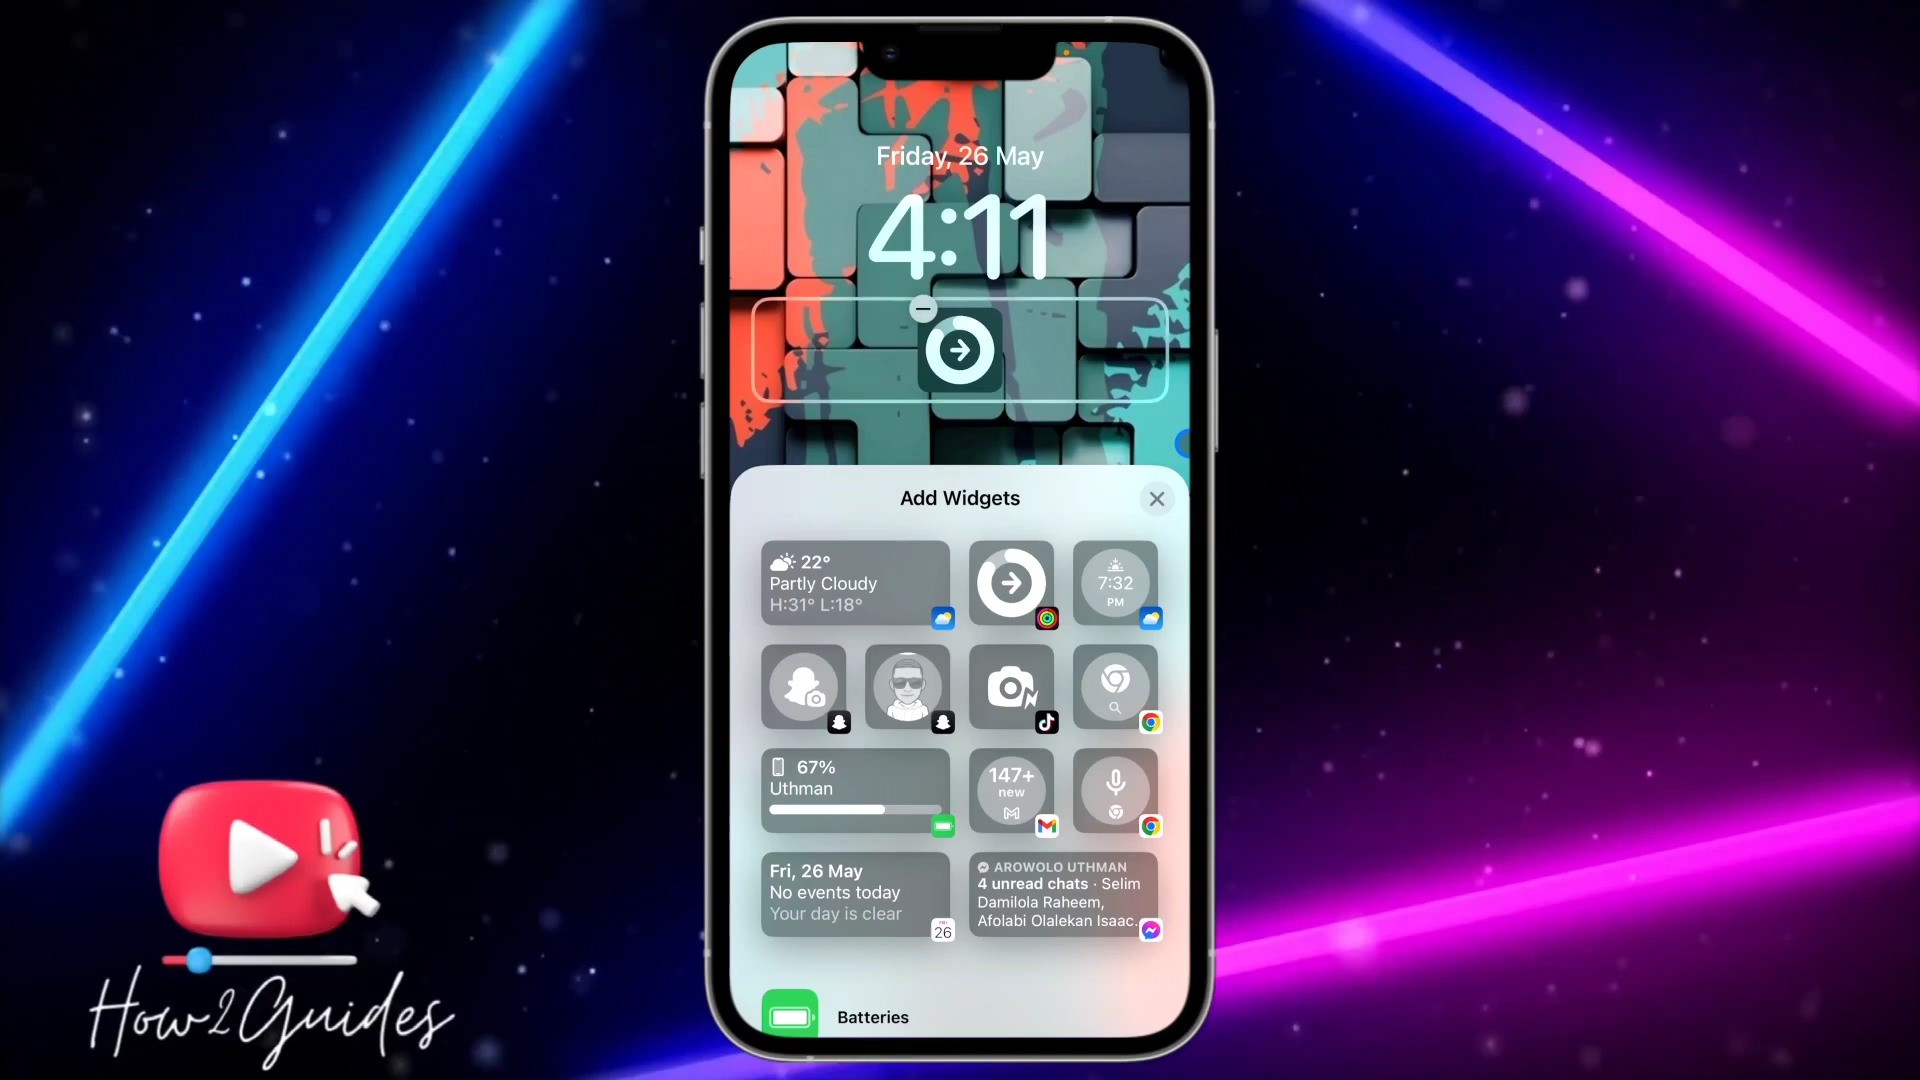 Friday, 26 May
4:11
Add Widgets
22°
Partly Cloudy
H:31° L:18°
7:32
PM
67%
Uthman
147+
new
Fri, 26 May
No events today
Your day is clear
26
AROWOLO UTHMAN
4 unread chats · Selim
Damilola Raheem,
Afolabi Olalekan Isaac...
Batteries
How2Guides